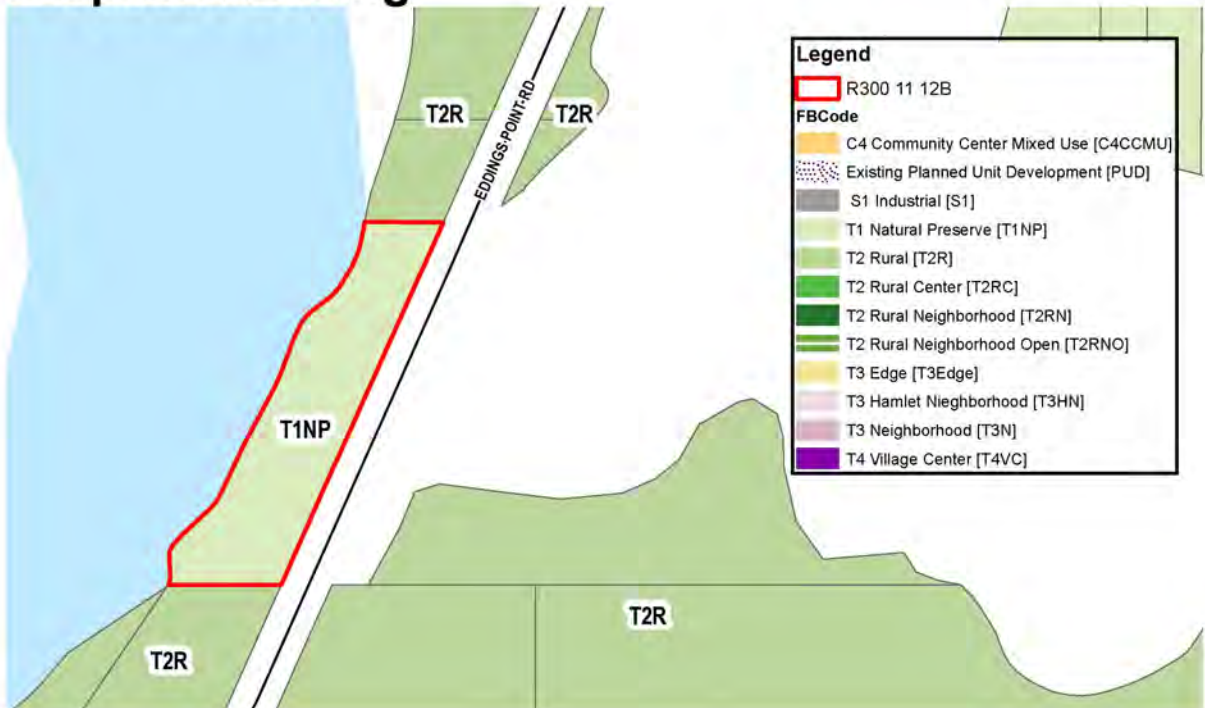 T2R
T2R
EDDINGS-POINT-RD
T1NP
T2R
T2R
Legend
R300 11 12B
FBCode
C4 Community Center Mixed Use [C4CCMU]
Existing Planned Unit Development [PUD]
S1 Industrial [S1]
T1 Natural Preserve [T1NP]
T2 Rural [T2R]
T2 Rural Center [T2RC]
T2 Rural Neighborhood [T2RN]
T2 Rural Neighborhood Open [T2RNO]
T3 Edge [T3Edge]
T3 Hamlet Nieghborhood [T3HN]
T3 Neighborhood [T3N]
T4 Village Center [T4VC]